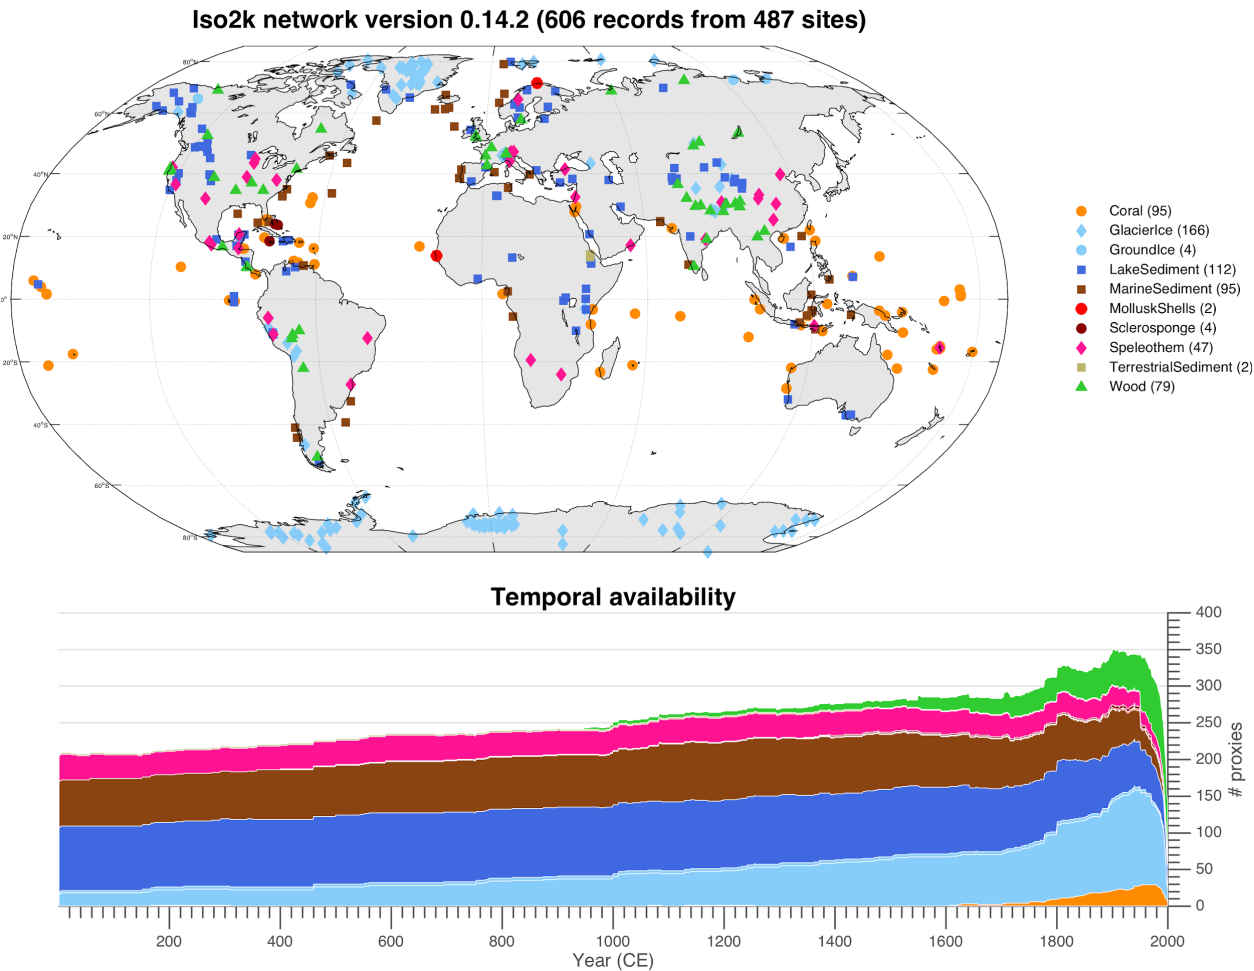 Iso2k network version 0.14.2 (606 records from 487 sites)
80°N
60°N
40°N
20°N
0°
20°S
40°S
60°S
80°S
Coral (95)
GlacierIce (166)
GroundIce (4)
LakeSediment (112)
MarineSediment (95)
MolluskShells (2)
Sclerosponge (4)
Speleothem (47)
TerrestrialSediment (2)
Wood (79)
Temporal availability
400
350
300
250
200
150
100
50
0
# proxies
200 400 600 800 1000 1200 1400 1600 1800 2000
Year (CE)